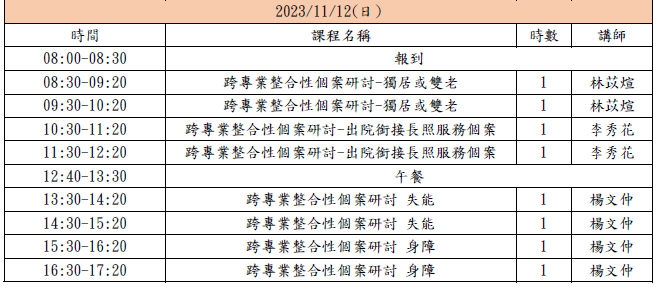 2023/11/12(日)
時間 課程名稱 時數 講師
08:00-08:30 報到
08:30-09:20 跨專業整合性個案研討-獨居或雙老 1 林苡煊
09:30-10:20 跨專業整合性個案研討-獨居或雙老 1 林苡煊
10:30-11:20 跨專業整合性個案研討-出院銜接長照服務個案 1 李秀花
11:30-12:20 跨專業整合性個案研討-出院銜接長照服務個案 1 李秀花
12:40-13:30 午餐
13:30-14:20 跨專業整合性個案研討 失能 1 楊文仲
14:30-15:20 跨專業整合性個案研討 失能 1 楊文仲
15:30-16:20 跨專業整合性個案研討 身障 1 楊文仲
16:30-17:20 跨專業整合性個案研討 身障 1 楊文仲